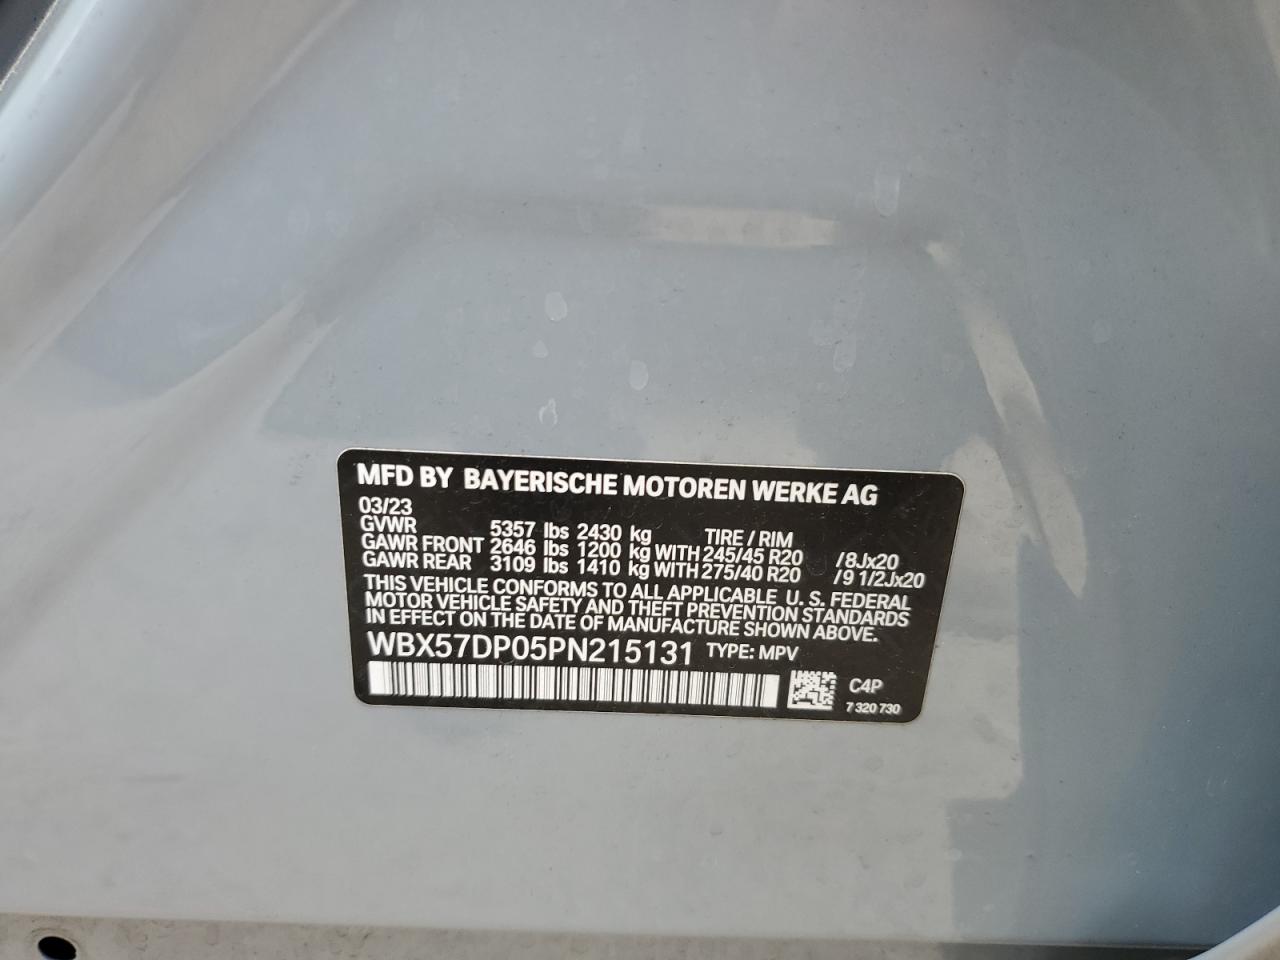 MFD BY BAYERISCHE MOTOREN WERKE AG
03/23
GVWR 5357 lbs 2430 kg TIRE / RIM
GAWR FRONT 2646 lbs 1200 kg WITH 245/45 R20 /8Jx20
GAWR REAR 3109 lbs 1410 kg WITH 275/40 R20 /9 1/2Jx20
THIS VEHICLE CONFORMS TO ALL APPLICABLE U. S. FEDERAL
MOTOR VEHICLE SAFETY AND THEFT PREVENTION STANDARDS
IN EFFECT ON THE DATE OF MANUFACTURE SHOWN ABOVE.
WBX57DP05PN215131 TYPE: MPV
C4P
7 320 730